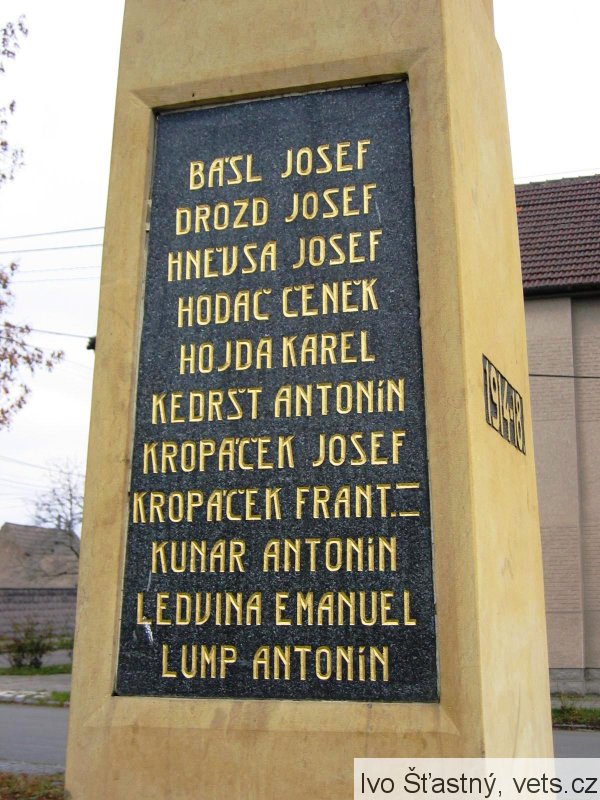 BAŠL JOSEF
DROZD JOSEF
HNĚVSA JOSEF
HODAČ ČENĚK
HOJDA KAREL
KEDRŠT ANTONÍN
KROPÁČEK JOSEF
KROPÁČEK FRANT.
KUNAR ANTONÍN
LEDVINA EMANUEL
LUMP ANTONÍN
1918
Ivo Šťastný, vets.cz